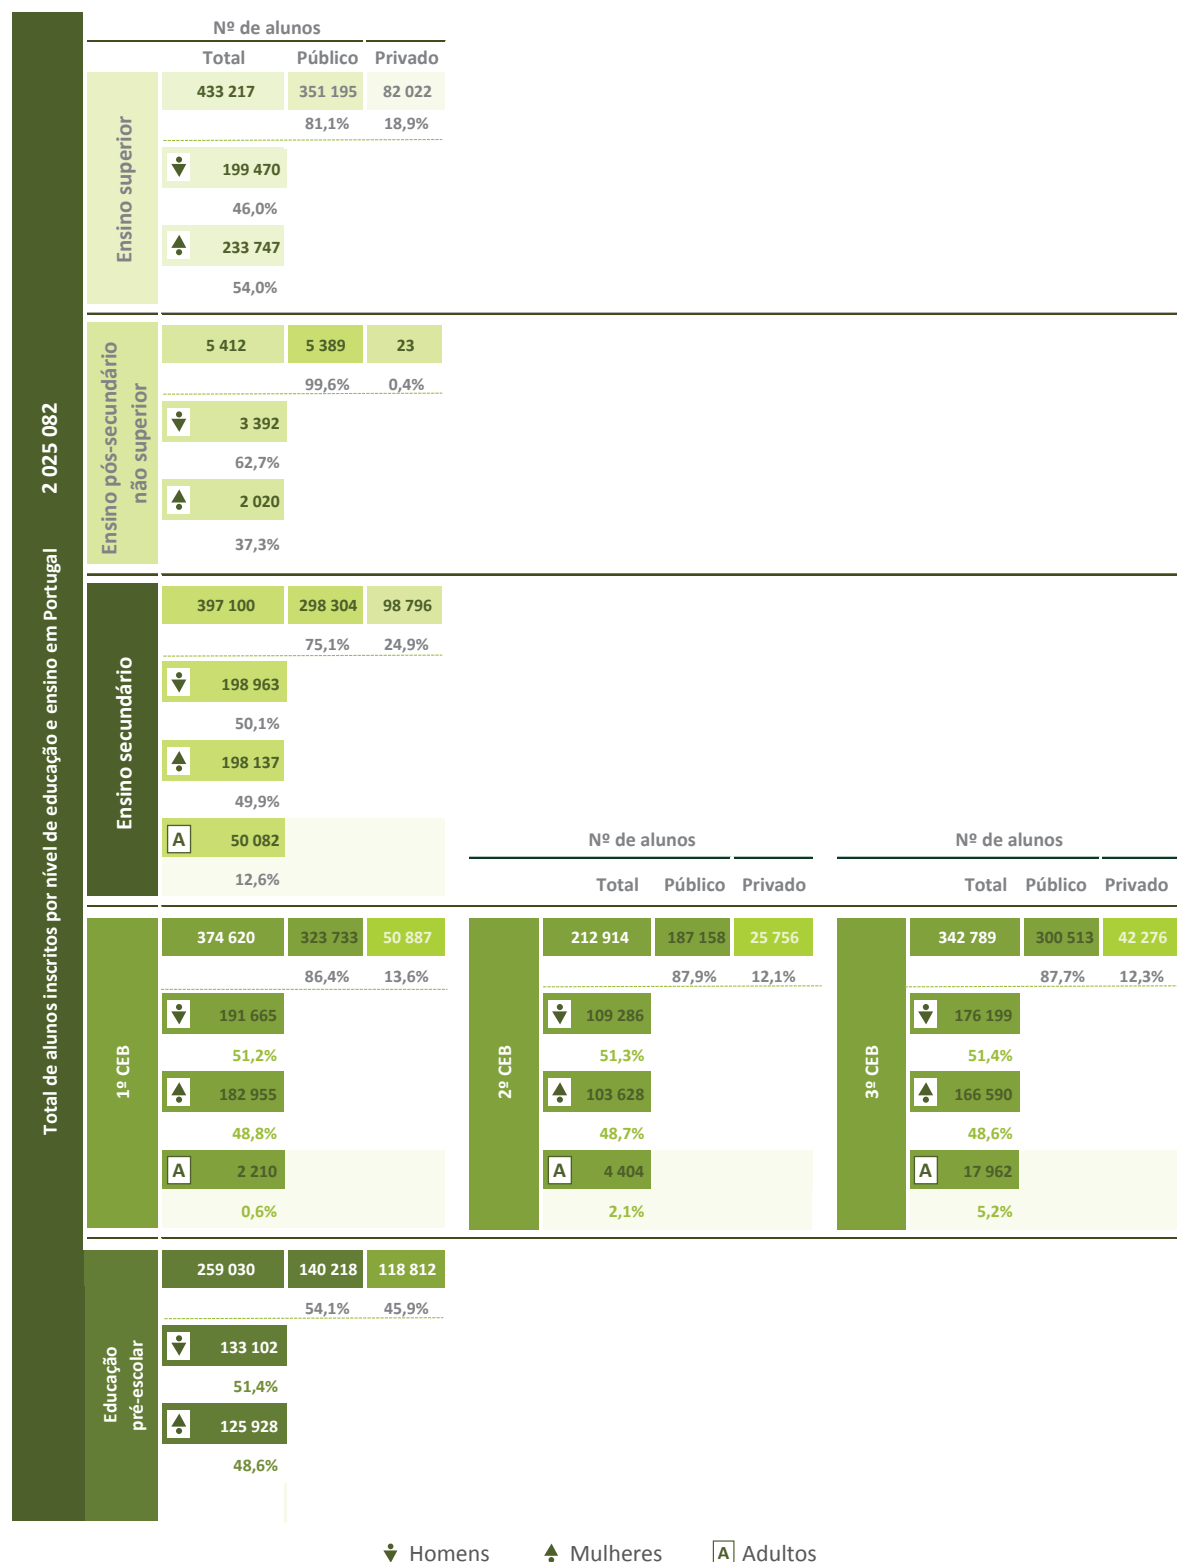 Total de alunos inscritos por nível de educação e ensino em Portugal 2 025 082
Nº de alunos
Total Público Privado
Ensino superior
433 217 351 195 82 022
81,1% 18,9%
199 470
46,0%
233 747
54,0%
Ensino pós-secundário
não superior
5 412 5 389 23
99,6% 0,4%
3 392
62,7%
2 020
37,3%
Ensino secundário
397 100 298 304 98 796
75,1% 24,9%
198 963
50,1%
198 137
49,9%
A 50 082
12,6%
Nº de alunos
Total Público Privado
Nº de alunos
Total Público Privado
1º CEB
374 620 323 733 50 887
86,4% 13,6%
191 665
51,2%
182 955
48,8%
A 2 210
0,6%
2º CEB
212 914 187 158 25 756
87,9% 12,1%
109 286
51,3%
103 628
48,7%
A 4 404
2,1%
3º CEB
342 789 300 513 42 276
87,7% 12,3%
176 199
51,4%
166 590
48,6%
A 17 962
5,2%
Educação
pré-escolar
259 030 140 218 118 812
54,1% 45,9%
133 102
51,4%
125 928
48,6%
Homens Mulheres A Adultos